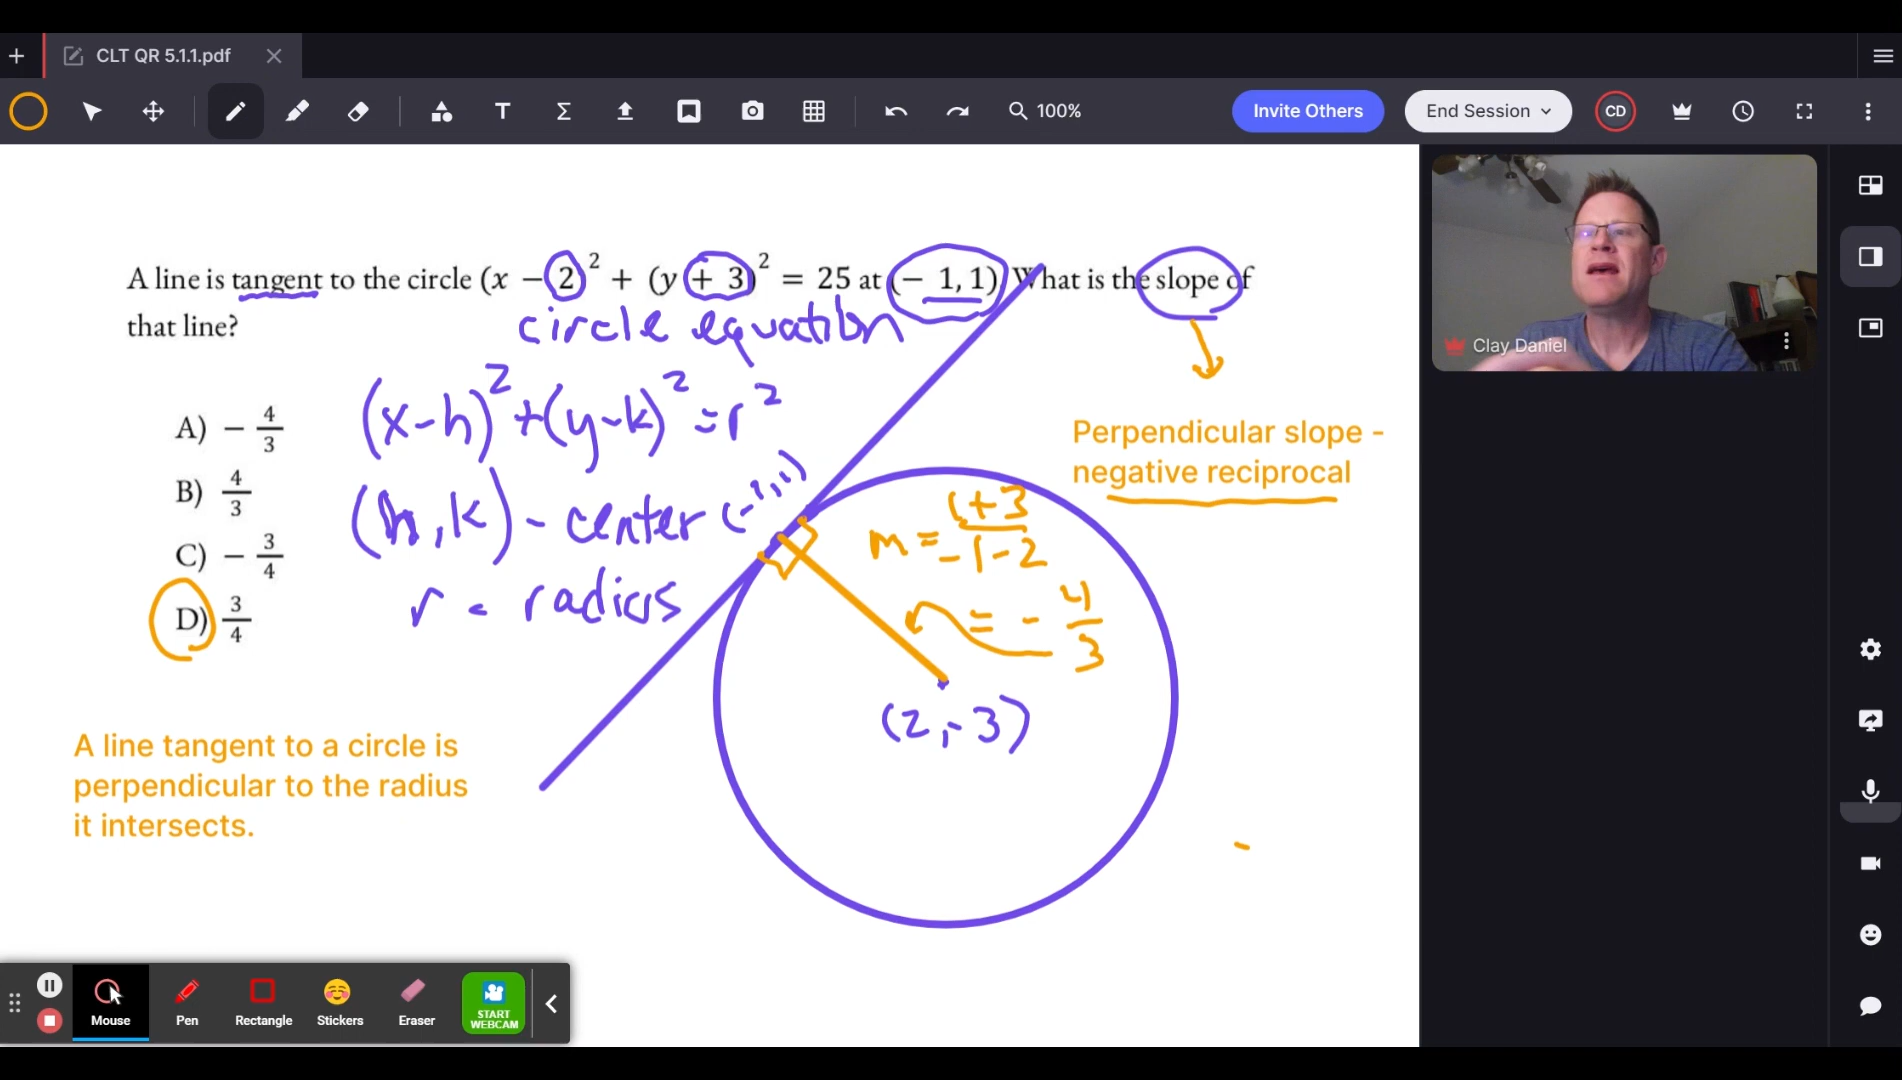 CLT QR 5.1.1.pdf
100%
Invite Others
End Session
CD
A line is tangent to the circle (x − 2)² + (y + 3)² = 25 at (− 1, 1). What is the slope of
that line?
circle equation
A) − 4/3
B) 4/3
C) − 3/4
D) 3/4
(x-h)²+(y-k)²=r²
(h,k) - center
r - radius
(-1,1)
Perpendicular slope -
negative reciprocal
m = 1+3/-1-2
= - 4/3
(2,-3)
A line tangent to a circle is
perpendicular to the radius
it intersects.
Clay Daniel
Mouse
Pen
Rectangle
Stickers
Eraser
START
WEBCAM